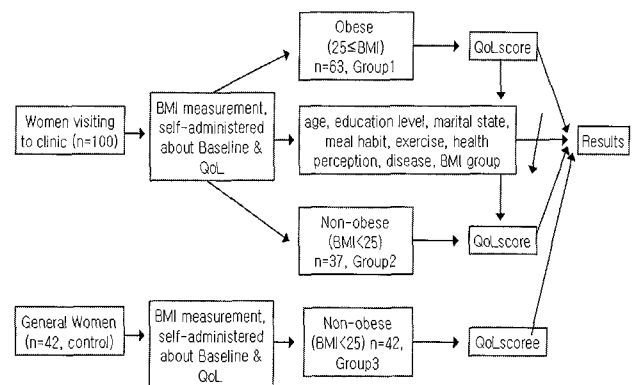 Obese
(25≤BMI)
n=63, Group1
QoLscore
Women visiting
to clinic (n=100)
BMI measurement,
self-administered
about Baseline &
QoL
age, education level, marital state,
meal habit, exercise, health
perception, disease, BMI group
Results
Non-obese
(BMI<25)
n=37, Group2
QoLscore
General Women
(n=42, control)
BMI measurement,
self-administered
about Baseline &
QoL
Non-obese
(BMI<25) n=42,
Group3
QoLscoree